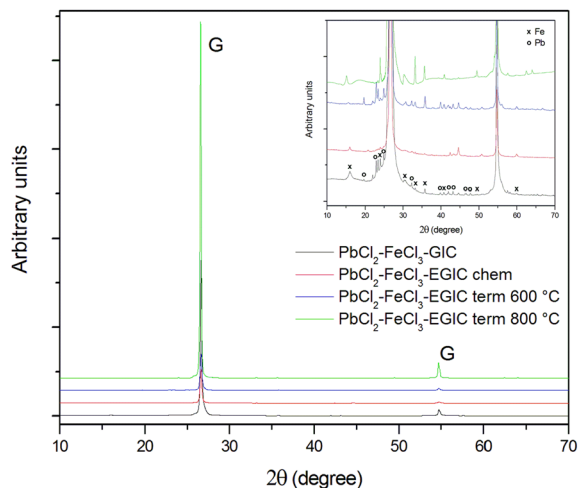 G
Arbitrary units
x Fe
o Pb
Arbitrary units
10 20 30 40 50 60 70
2θ (degree)
PbCl₂-FeCl₃-GIC
PbCl₂-FeCl₃-EGIC chem
PbCl₂-FeCl₃-EGIC term 600 °C
PbCl₂-FeCl₃-EGIC term 800 °C
G
10 20 30 40 50 60 70
2θ (degree)